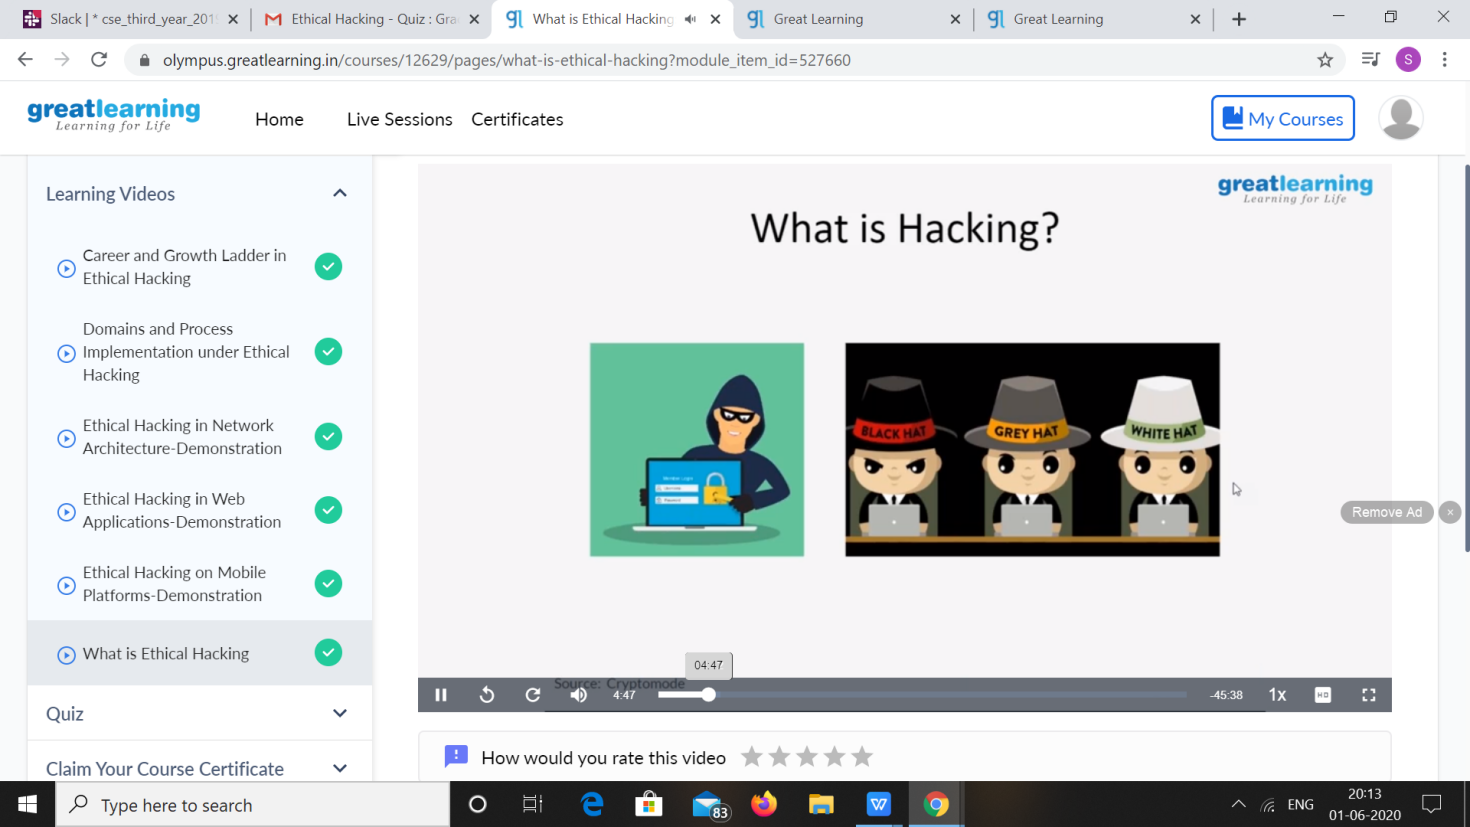 Slack | * cse_third_year_201
Ethical Hacking - Quiz : Gra
What is Ethical Hacking
Great Learning
Great Learning
olympus.greatlearning.in/courses/12629/pages/what-is-ethical-hacking?module_item_id=527660
S
greatlearning
Learning for Life
Home
Live Sessions
Certificates
My Courses
Learning Videos
Career and Growth Ladder in
Ethical Hacking
Domains and Process
Implementation under Ethical
Hacking
Ethical Hacking in Network
Architecture-Demonstration
Ethical Hacking in Web
Applications-Demonstration
Ethical Hacking on Mobile
Platforms-Demonstration
What is Ethical Hacking
Quiz
Claim Your Course Certificate
greatlearning
Learning for Life
What is Hacking?
BLACK HAT
GREY HAT
WHITE HAT
Remove Ad
04:47
Source: Cryptomode
4:47
-45:38
1x
HD
How would you rate this video
Type here to search
83
ENG
20:13
01-06-2020